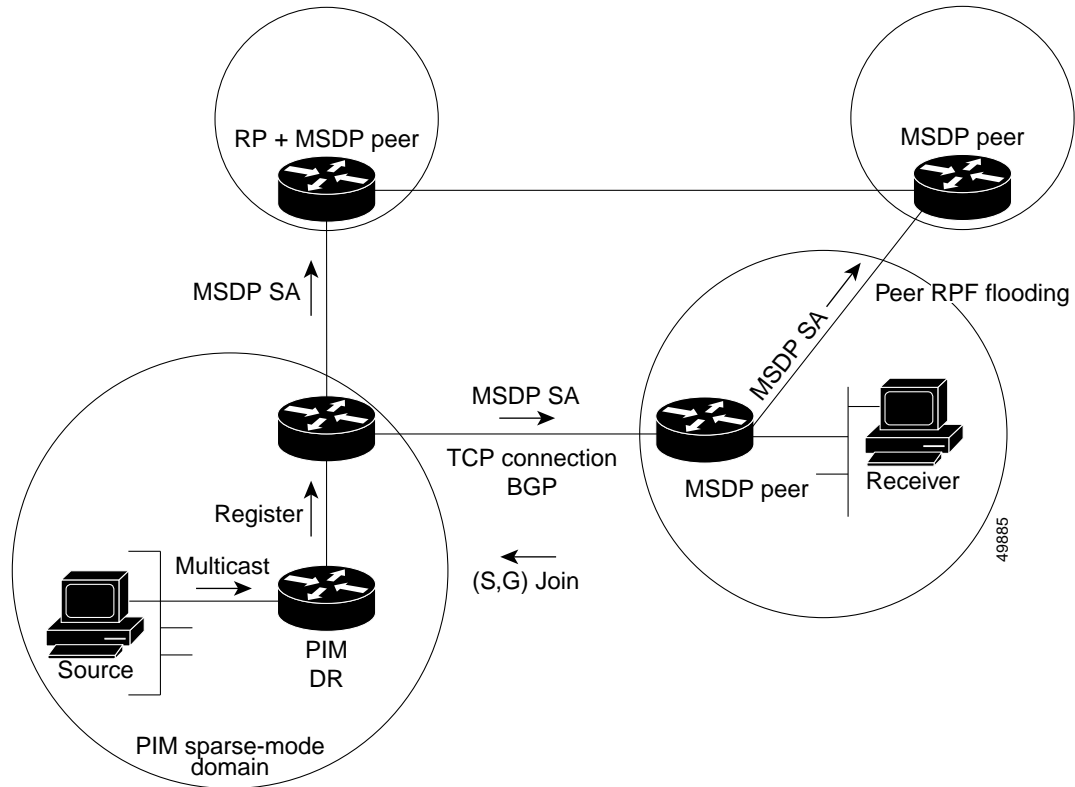 RP + MSDP peer
MSDP peer
MSDP SA
Peer RPF flooding
MSDP SA
MSDP SA
TCP connection
BGP
MSDP peer
Receiver
Register
49885
Multicast
(S,G) Join
Source
PIM
DR
PIM sparse-mode
domain